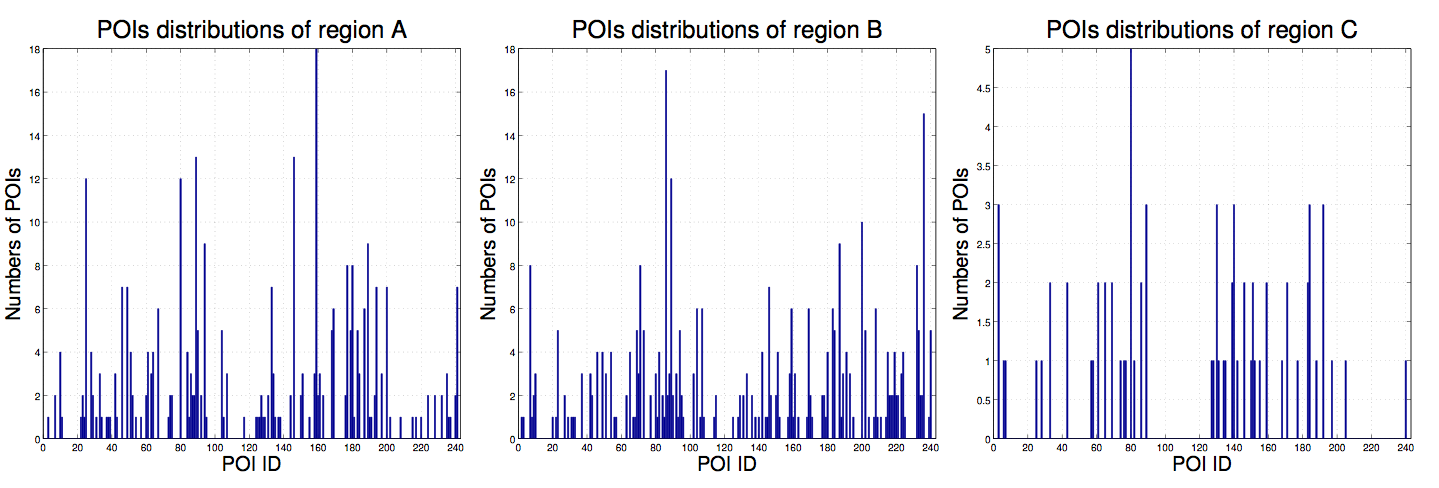 POIs distributions of region A
Numbers of POIs
18
16
14
12
10
8
6
4
2
0
0 20 40 60 80 100 120 140 160 180 200 220 240
POI ID
POIs distributions of region B
Numbers of POIs
18
16
14
12
10
8
6
4
2
0
0 20 40 60 80 100 120 140 160 180 200 220 240
POI ID
POIs distributions of region C
Numbers of POIs
5
4.5
4
3.5
3
2.5
2
1.5
1
0.5
0
0 20 40 60 80 100 120 140 160 180 200 220 240
POI ID